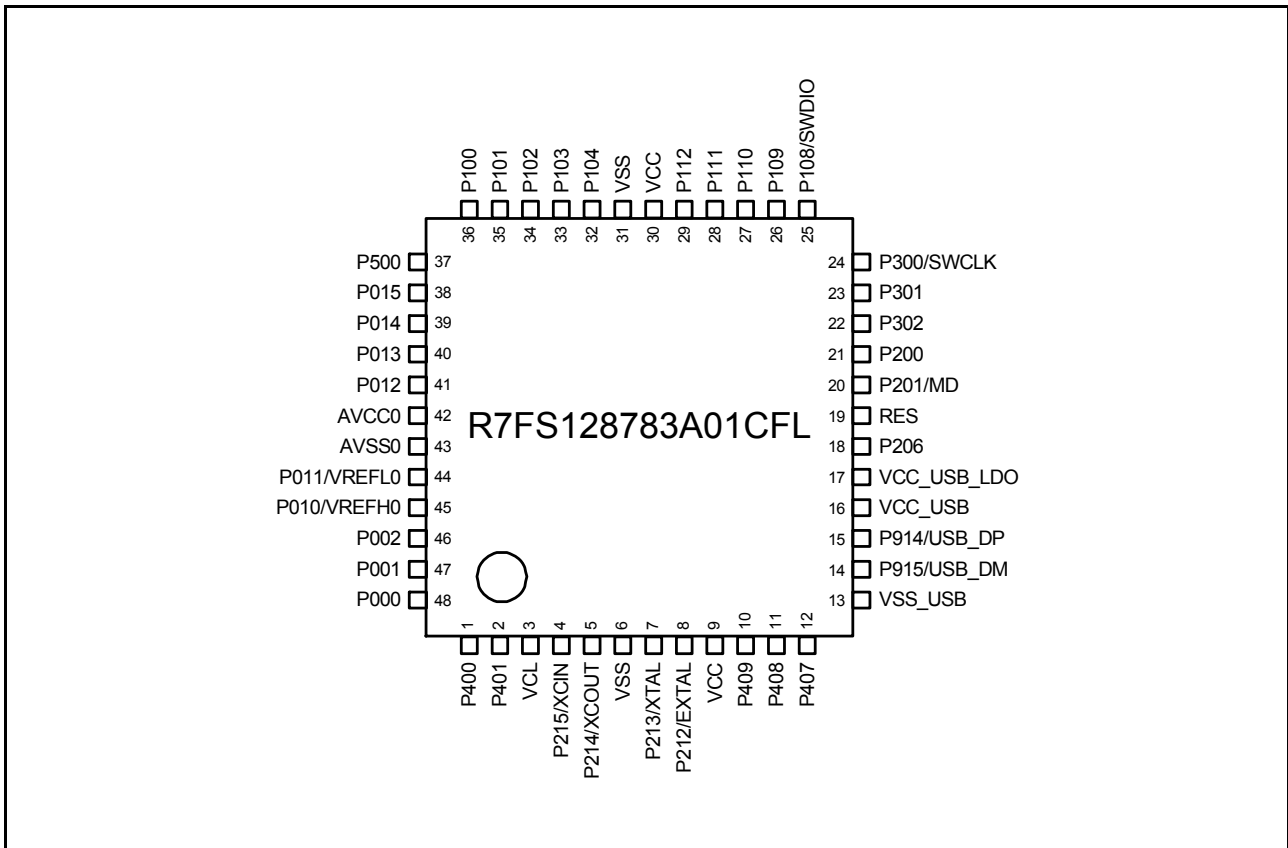 P100
P101
P102
P103
P104
VSS
VCC
P112
P111
P110
P109
P108/SWDIO
36
35
34
33
32
31
30
29
28
27
26
25
P500 37
P015 38
P014 39
P013 40
P012 41
AVCC0 42
AVSS0 43
P011/VREFL0 44
P010/VREFH0 45
P002 46
P001 47
P000 48
R7FS128783A01CFL
24 P300/SWCLK
23 P301
22 P302
21 P200
20 P201/MD
19 RES
18 P206
17 VCC_USB_LDO
16 VCC_USB
15 P914/USB_DP
14 P915/USB_DM
13 VSS_USB
1
2
3
4
5
6
7
8
9
10
11
12
P400
P401
VCL
P215/XCIN
P214/XCOUT
VSS
P213/XTAL
P212/EXTAL
VCC
P409
P408
P407